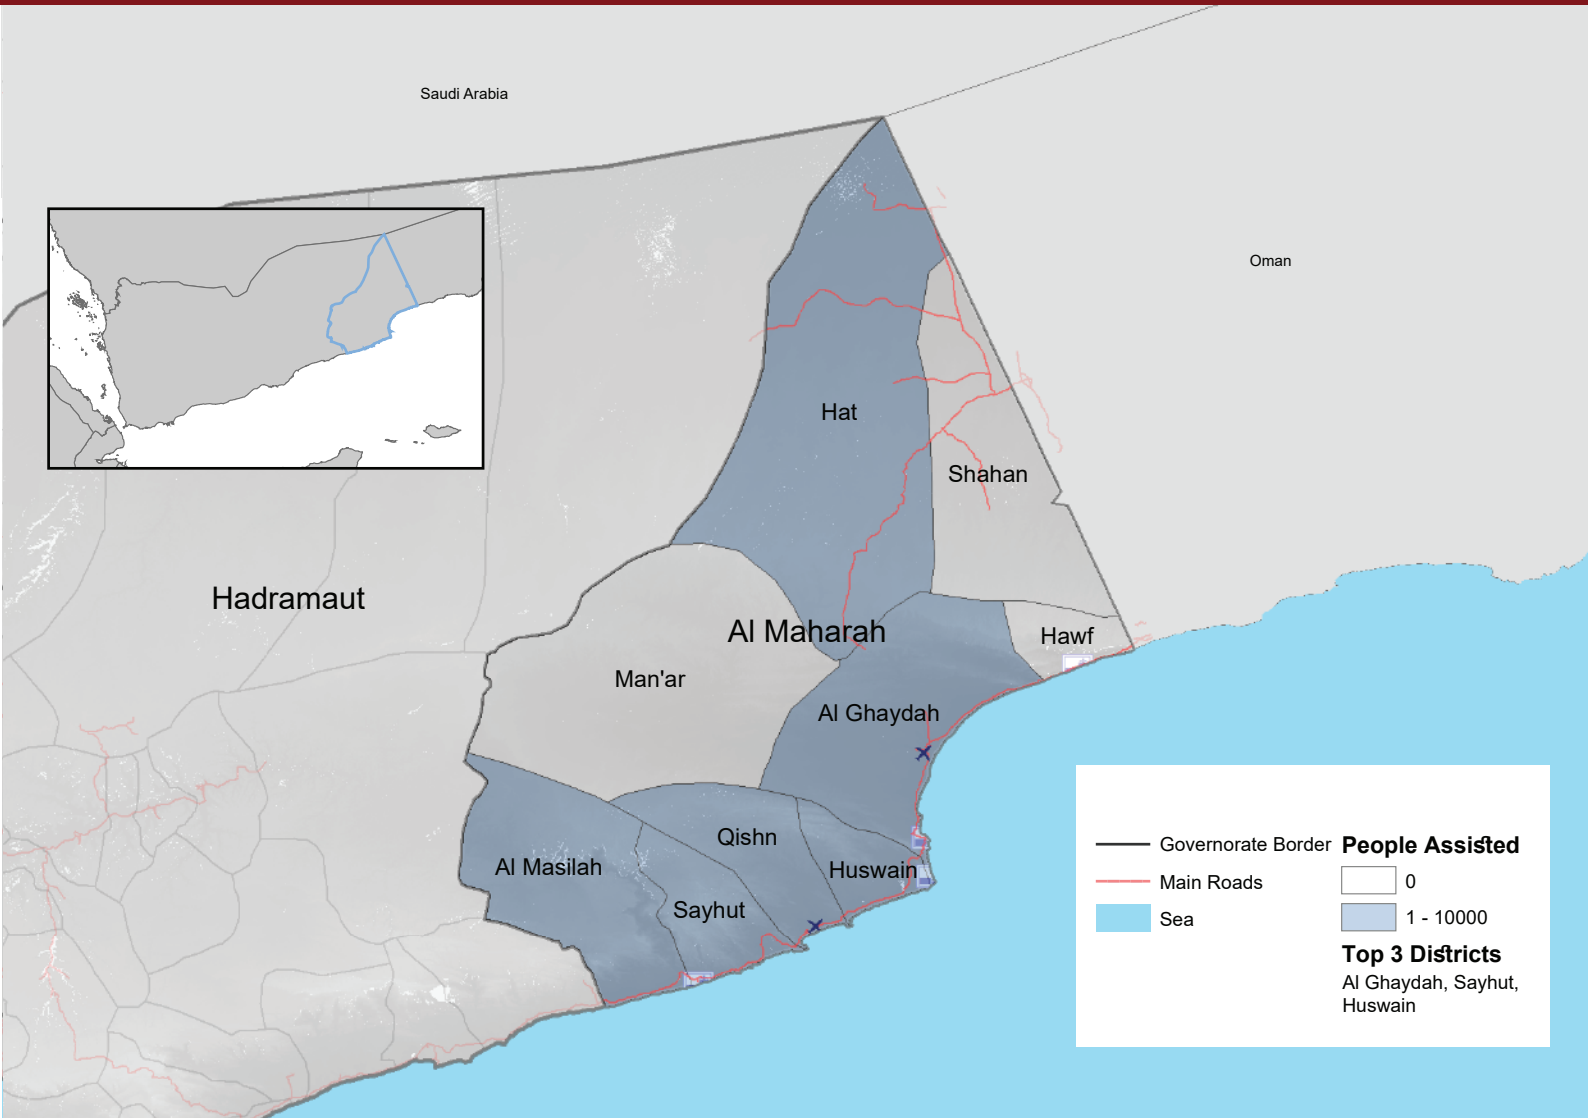 Saudi Arabia
Oman
Hat
Shahan
Hadramaut
Al Maharah
Hawf
Man'ar
Al Ghaydah
Qishn
Al Masilah
Huswain
Sayhut
Governorate Border
Main Roads
Sea
People Assisted
0
1 - 10000
Top 3 Districts
Al Ghaydah, Sayhut,
Huswain